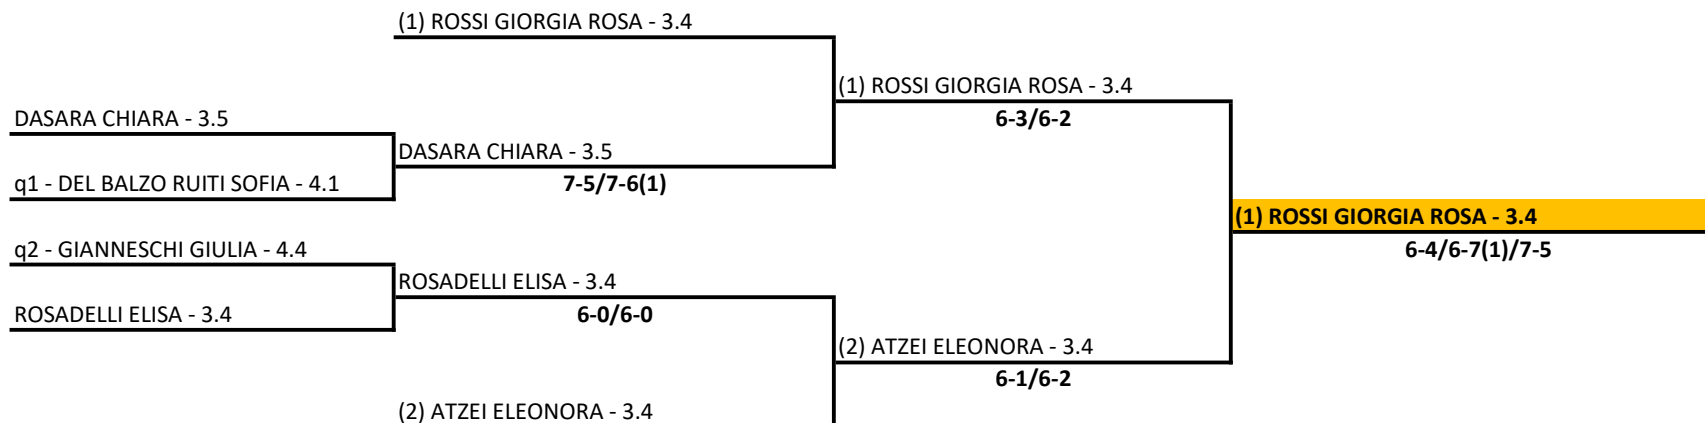 (1) ROSSI GIORGIA ROSA - 3.4
(1) ROSSI GIORGIA ROSA - 3.4
DASARA CHIARA - 3.5
6-3/6-2
DASARA CHIARA - 3.5
q1 - DEL BALZO RUITI SOFIA - 4.1
7-5/7-6(1)
(1) ROSSI GIORGIA ROSA - 3.4
q2 - GIANNESCHI GIULIA - 4.4
6-4/6-7(1)/7-5
ROSADELLI ELISA - 3.4
ROSADELLI ELISA - 3.4
6-0/6-0
(2) ATZEI ELEONORA - 3.4
6-1/6-2
(2) ATZEI ELEONORA - 3.4